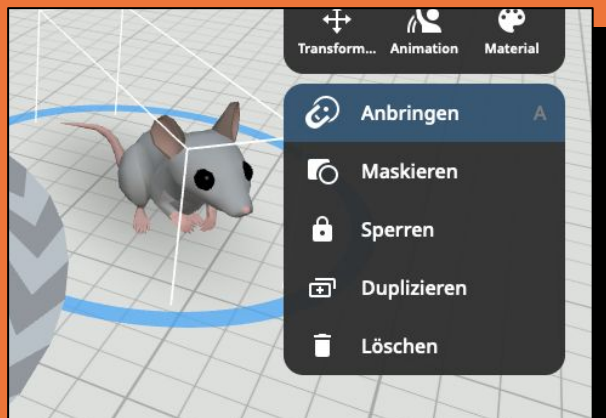 Transform... Animation Material
Anbringen A
Maskieren
Sperren
Duplizieren
Löschen